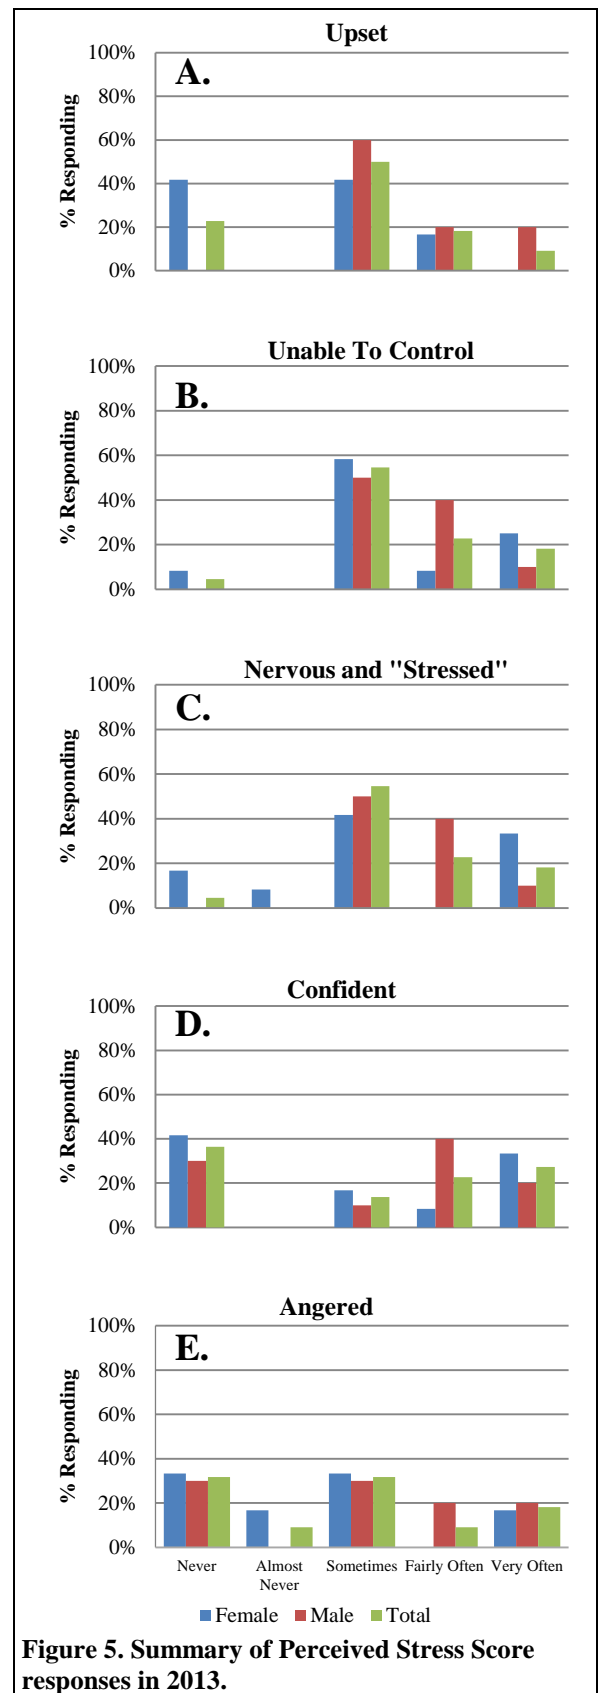 Upset
A.
% Responding
100%
80%
60%
40%
20%
0%
Unable To Control
B.
% Responding
100%
80%
60%
40%
20%
0%
Nervous and "Stressed"
C.
% Responding
100%
80%
60%
40%
20%
0%
Confident
D.
% Responding
100%
80%
60%
40%
20%
0%
Angered
E.
% Responding
100%
80%
60%
40%
20%
0%
Never
Almost
Never
Sometimes
Fairly Often
Very Often
Female Male Total
Figure 5. Summary of Perceived Stress Score
responses in 2013.